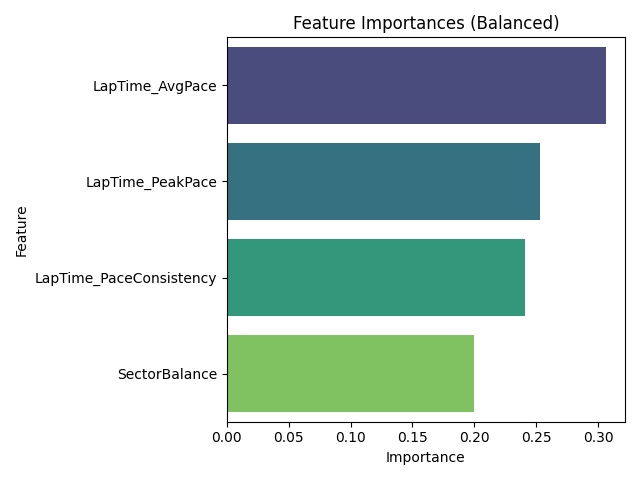 Feature Importances (Balanced)
LapTime_AvgPace
LapTime_PeakPace
LapTime_PaceConsistency
SectorBalance
Feature
0.00 0.05 0.10 0.15 0.20 0.25 0.30
Importance